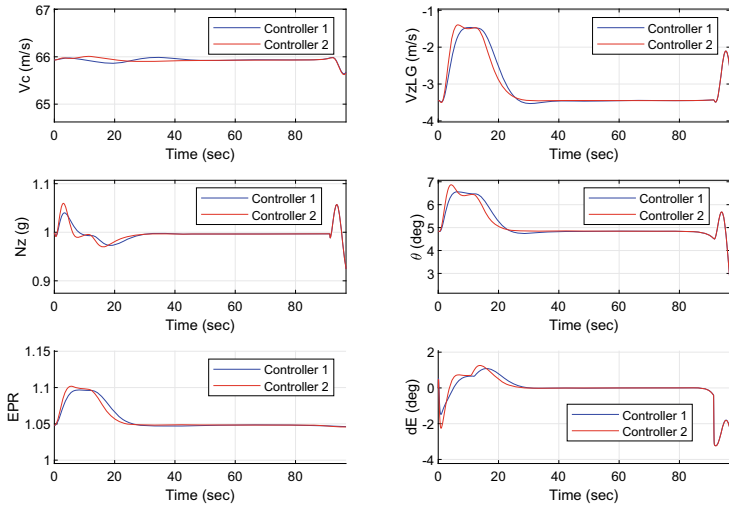 67
66
65
Vc (m/s)
Controller 1
Controller 2
0 20 40 60 80
Time (sec)
-1
-2
-3
-4
VzLG (m/s)
Controller 1
Controller 2
0 20 40 60 80
Time (sec)
1.1
1
0.9
Nz (g)
Controller 1
Controller 2
0 20 40 60 80
Time (sec)
7
6
5
4
3
θ (deg)
Controller 1
Controller 2
0 20 40 60 80
Time (sec)
1.15
1.10
1.05
1
EPR
Controller 1
Controller 2
0 20 40 60 80
Time (sec)
2
0
-2
-4
dE (deg)
Controller 1
Controller 2
0 20 40 60 80
Time (sec)